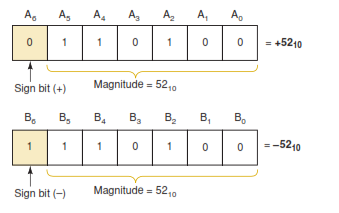 A₆ A₅ A₄ A₃ A₂ A₁ A₀
0 1 1 0 1 0 0 = +52₁₀
Sign bit (+) Magnitude = 52₁₀
B₆ B₅ B₄ B₃ B₂ B₁ B₀
1 1 1 0 1 0 0 = –52₁₀
Sign bit (–) Magnitude = 52₁₀